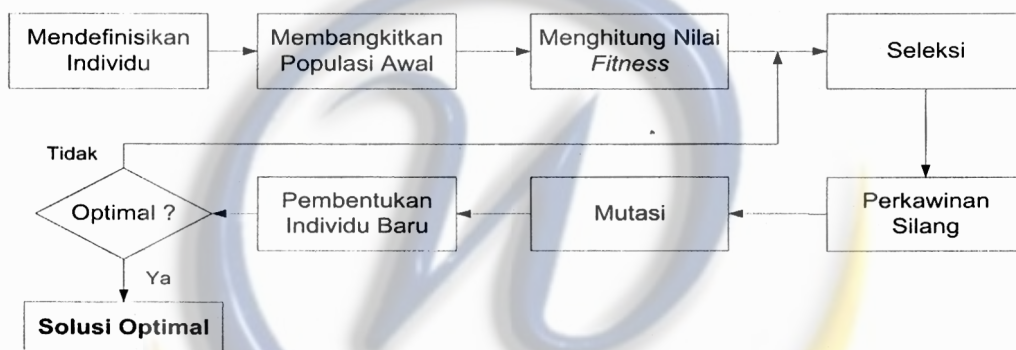 Mendefinisikan
Individu
Membangkitkan
Populasi Awal
Menghitung Nilai
Fitness
Seleksi
Tidak
Optimal ?
Pembentukan
Individu Baru
Mutasi
Perkawinan
Silang
Ya
Solusi Optimal